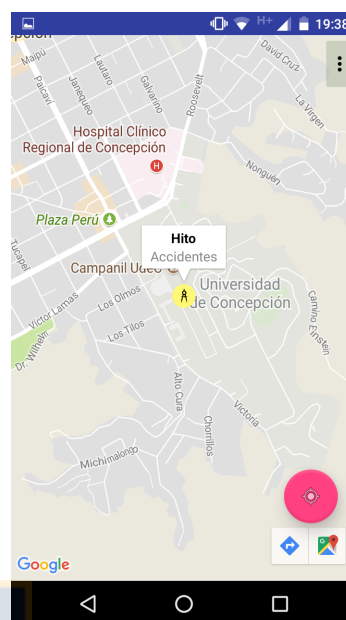 H+
19:38
pción
David Cruz
Maipú
Lautaro
Paicaví
Janequeo
Galvarino
Roosevelt
La Virgen
Hospital Clínico
Regional de Concepción
H
Nonguén
Plaza Perú
Hito
Accidentes
Tucapel
Campanil Udec
Universidad
de Concepción
Los Olmos
Víctor Lamas
Camino Einstein
Los Tilos
Dr. Wilhelm
Alto Cura
Victoria
Chorrillos
Michimalonco
Google